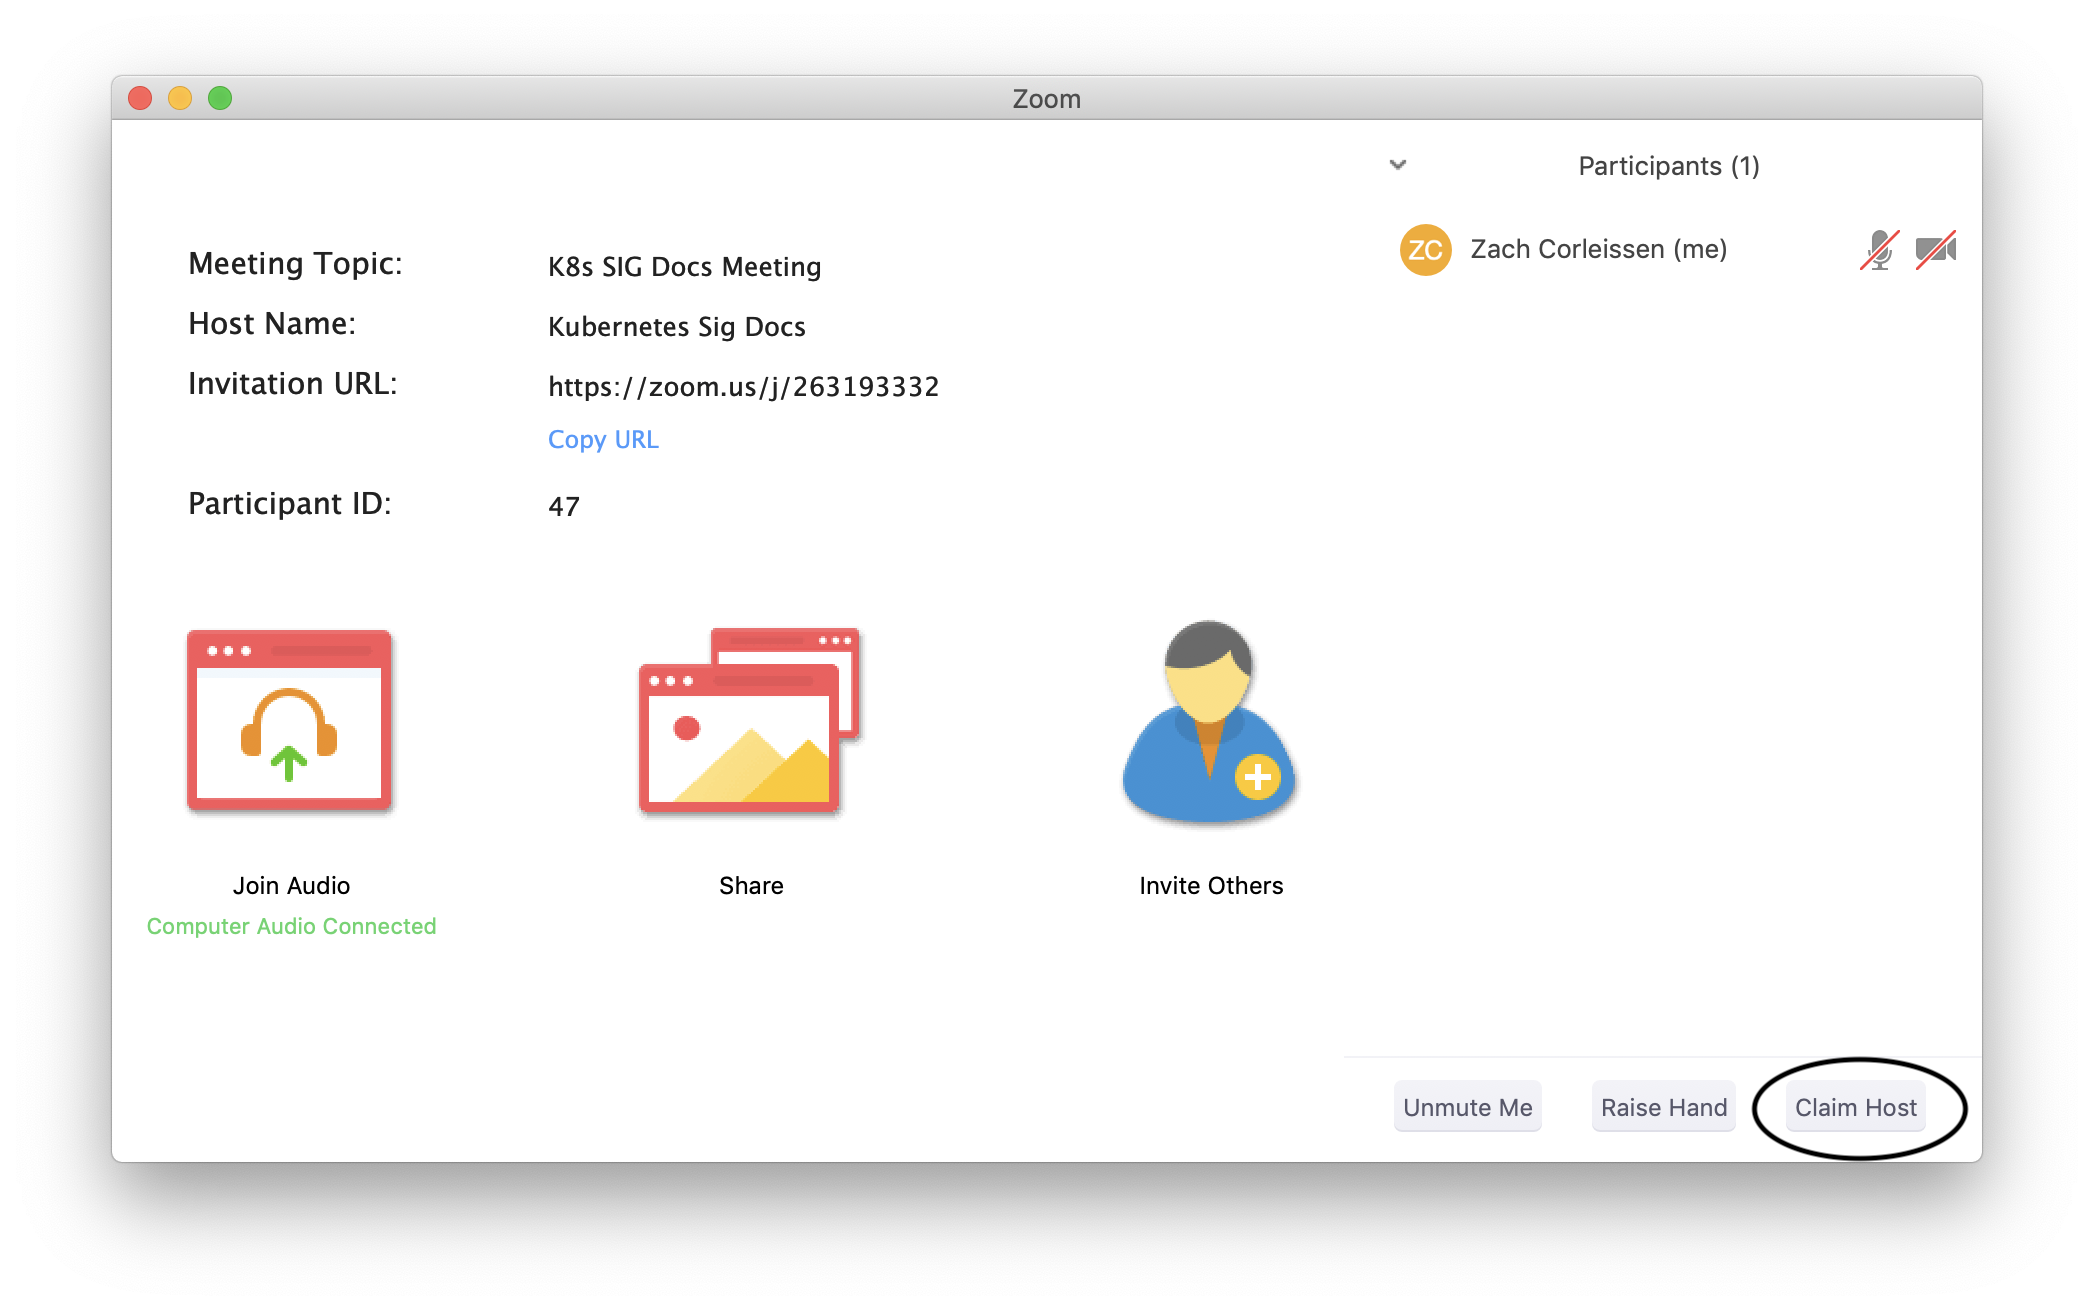 Zoom
Meeting Topic: K8s SIG Docs Meeting
Host Name: Kubernetes Sig Docs
Invitation URL: https://zoom.us/j/263193332
Copy URL
Participant ID: 47
Join Audio
Computer Audio Connected
Share
Invite Others
Participants (1)
ZC Zach Corleissen (me)
Unmute Me Raise Hand Claim Host